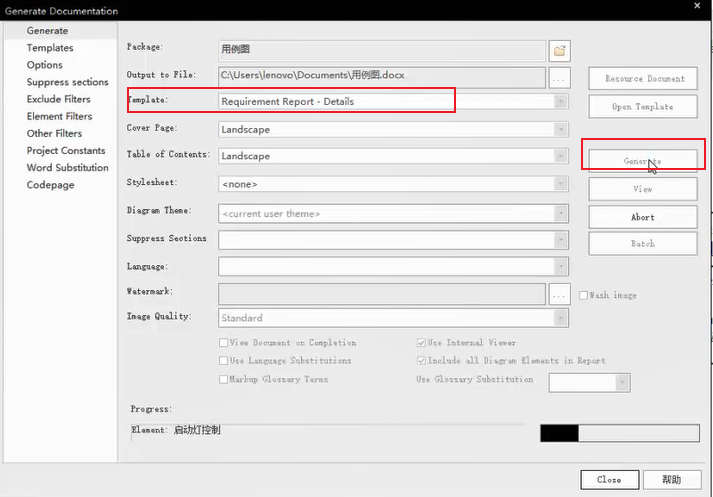 Generate Documentation
Generate
Templates
Options
Suppress sections
Exclude Filters
Element Filters
Other Filters
Project Constants
Word Substitution
Codepage
Package: 用例图
Output to File: C:\Users\lenovo\Documents\用例图.docx ... Resource Document
Template: Requirement Report - Details Open Template
Cover Page: Landscape
Table of Contents: Landscape Generate
Stylesheet: <none> View
Diagram Theme: <current user theme> Abort
Suppress Sections Batch
Language:
Watermark: ... Wash image
Image Quality: Standard
View Document on Completion Use Internal Viewer
Use Language Substitutions Include all Diagram Elements in Report
Markup Glossary Terms Use Glossary Substitution
Progress:
Element: 启动灯控制
Close 帮助